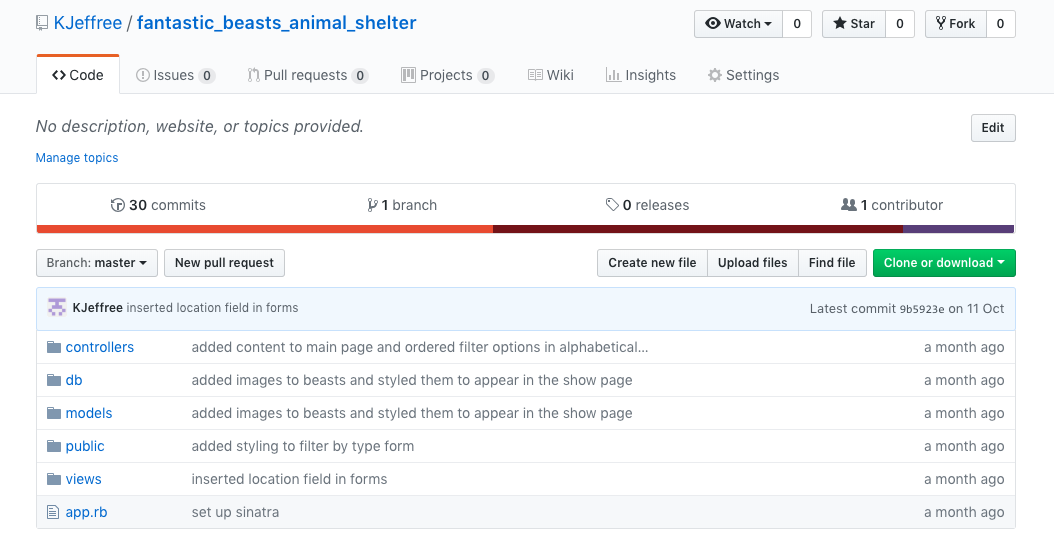 KJeffree / fantastic_beasts_animal_shelter Watch 0 Star 0 Fork 0
Code Issues 0 Pull requests 0 Projects 0 Wiki Insights Settings
No description, website, or topics provided. Edit
Manage topics
30 commits 1 branch 0 releases 1 contributor
Branch: master New pull request Create new file Upload files Find file Clone or download
KJeffree inserted location field in forms Latest commit 9b5923e on 11 Oct
controllers added content to main page and ordered filter options in alphabetical... a month ago
db added images to beasts and styled them to appear in the show page a month ago
models added images to beasts and styled them to appear in the show page a month ago
public added styling to filter by type form a month ago
views inserted location field in forms a month ago
app.rb set up sinatra a month ago